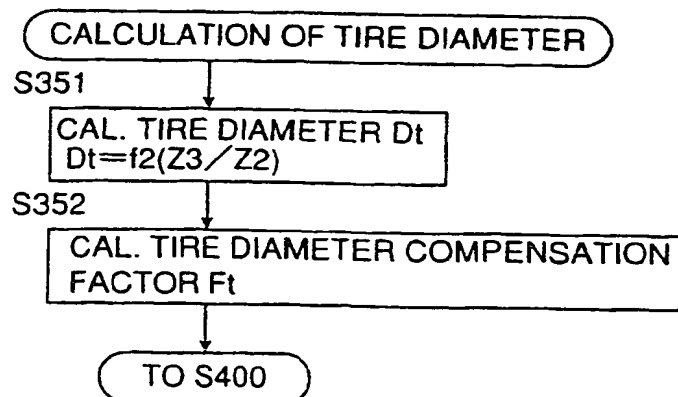 CALCULATION OF TIRE DIAMETER
S351
CAL. TIRE DIAMETER Dt
Dt=f2(Z3/Z2)
S352
CAL. TIRE DIAMETER COMPENSATION
FACTOR Ft
TO S400